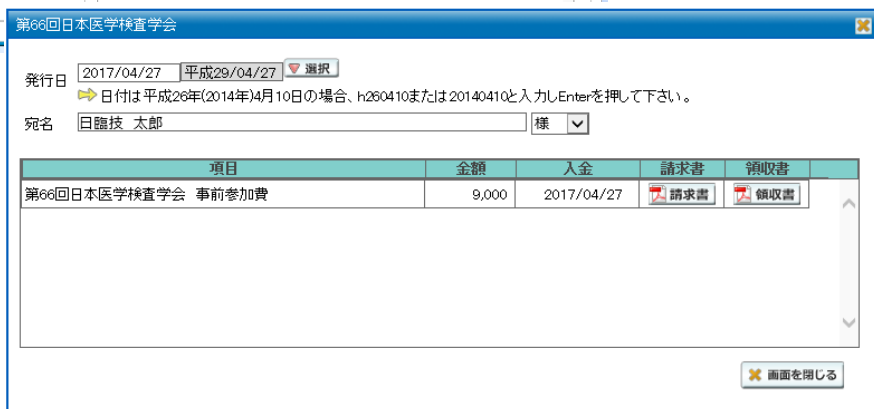 第66回日本医学検査学会
発行日 2017/04/27 平成29/04/27 選択
日付は平成26年(2014年)4月10日の場合、h260410または20140410と入力しEnterを押して下さい。
宛名 日臨技 太郎 様
項目 金額 入金 請求書 領収書
第66回日本医学検査学会 事前参加費 9,000 2017/04/27 請求書 領収書
画面を閉じる